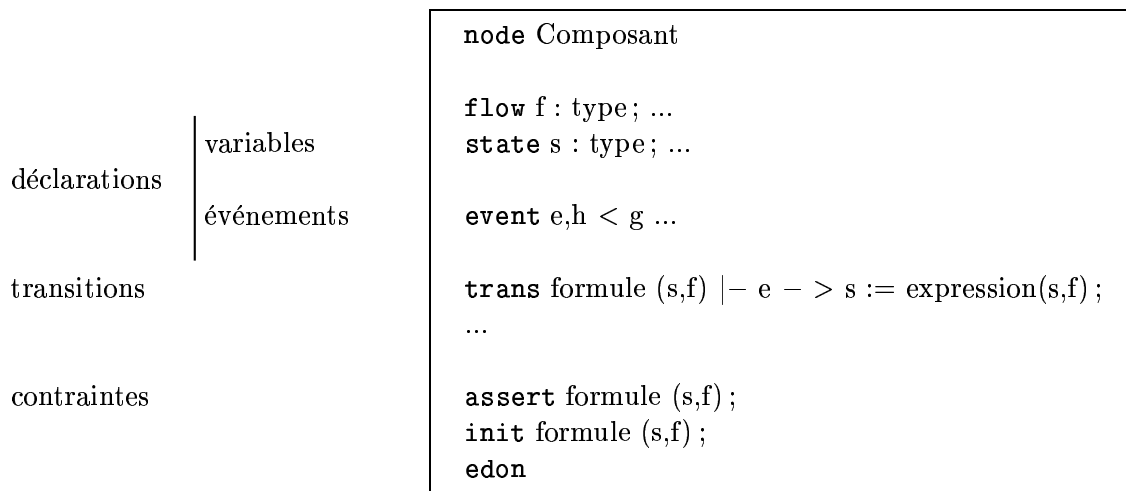 node Composant
flow f : type ; ...
variables state s : type ; ...
déclarations
événements event e,h < g ...
transitions trans formule (s,f) |− e − > s := expression(s,f) ;
...
contraintes assert formule (s,f) ;
init formule (s,f) ;
edon